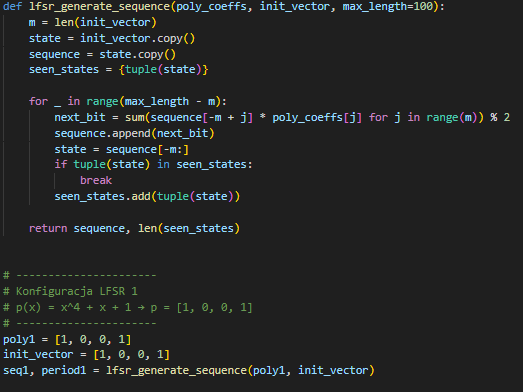 def lfsr_generate_sequence(poly_coeffs, init_vector, max_length=100):
    m = len(init_vector)
    state = init_vector.copy()
    sequence = state.copy()
    seen_states = {tuple(state)}

    for _ in range(max_length - m):
        next_bit = sum(sequence[-m + j] * poly_coeffs[j] for j in range(m)) % 2
        sequence.append(next_bit)
        state = sequence[-m:]
        if tuple(state) in seen_states:
            break
        seen_states.add(tuple(state))

    return sequence, len(seen_states)


# ----------------------
# Konfiguracja LFSR 1
# p(x) = x^4 + x + 1 → p = [1, 0, 0, 1]
# ----------------------
poly1 = [1, 0, 0, 1]
init_vector = [1, 0, 0, 1]
seq1, period1 = lfsr_generate_sequence(poly1, init_vector)